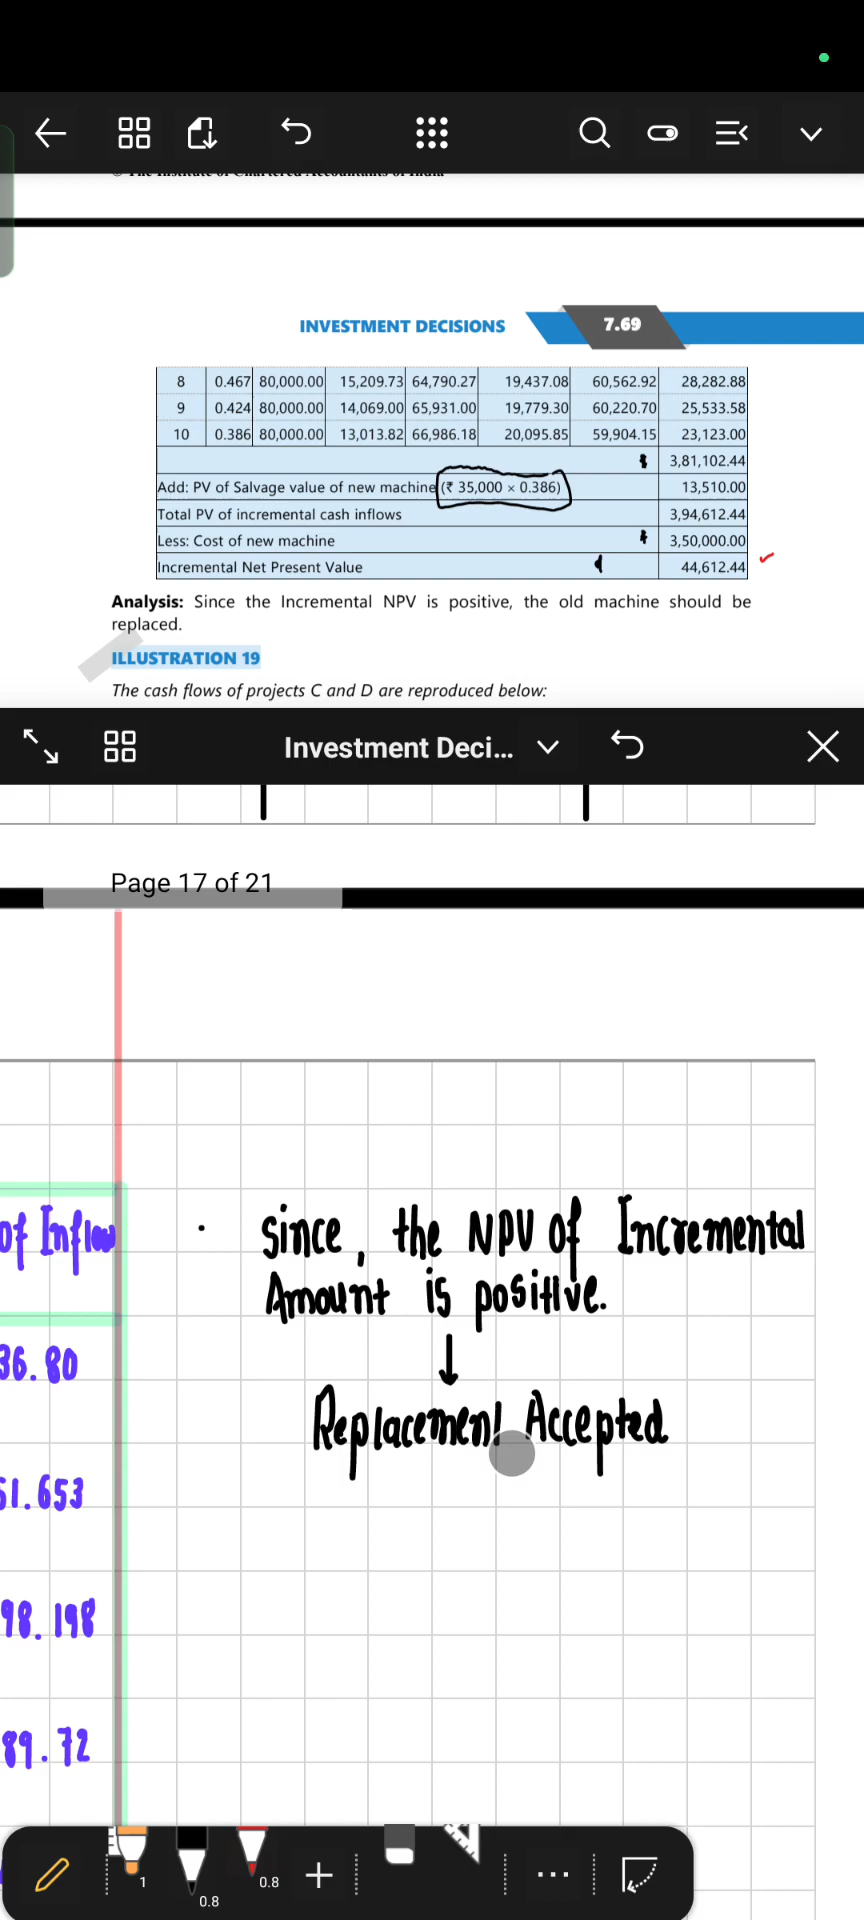 INVESTMENT DECISIONS 7.69
8 0.467 80,000.00 15,209.73 64,790.27 19,437.08 60,562.92 28,282.88
9 0.424 80,000.00 14,069.00 65,931.00 19,779.30 60,220.70 25,533.58
10 0.386 80,000.00 13,013.82 66,986.18 20,095.85 59,904.15 23,123.00
3,81,102.44
Add: PV of Salvage value of new machine (₹ 35,000 × 0.386) 13,510.00
Total PV of incremental cash inflows 3,94,612.44
Less: Cost of new machine 3,50,000.00
Incremental Net Present Value 44,612.44
Analysis: Since the Incremental NPV is positive, the old machine should be
replaced.
ILLUSTRATION 19
The cash flows of projects C and D are reproduced below:
Investment Deci...
Page 17 of 21
of Inflow
since, the NPV of Incremental
Amount is positive.
36.80
Replacement Accepted
51.653
98.198
89.72
1
0.8
0.8